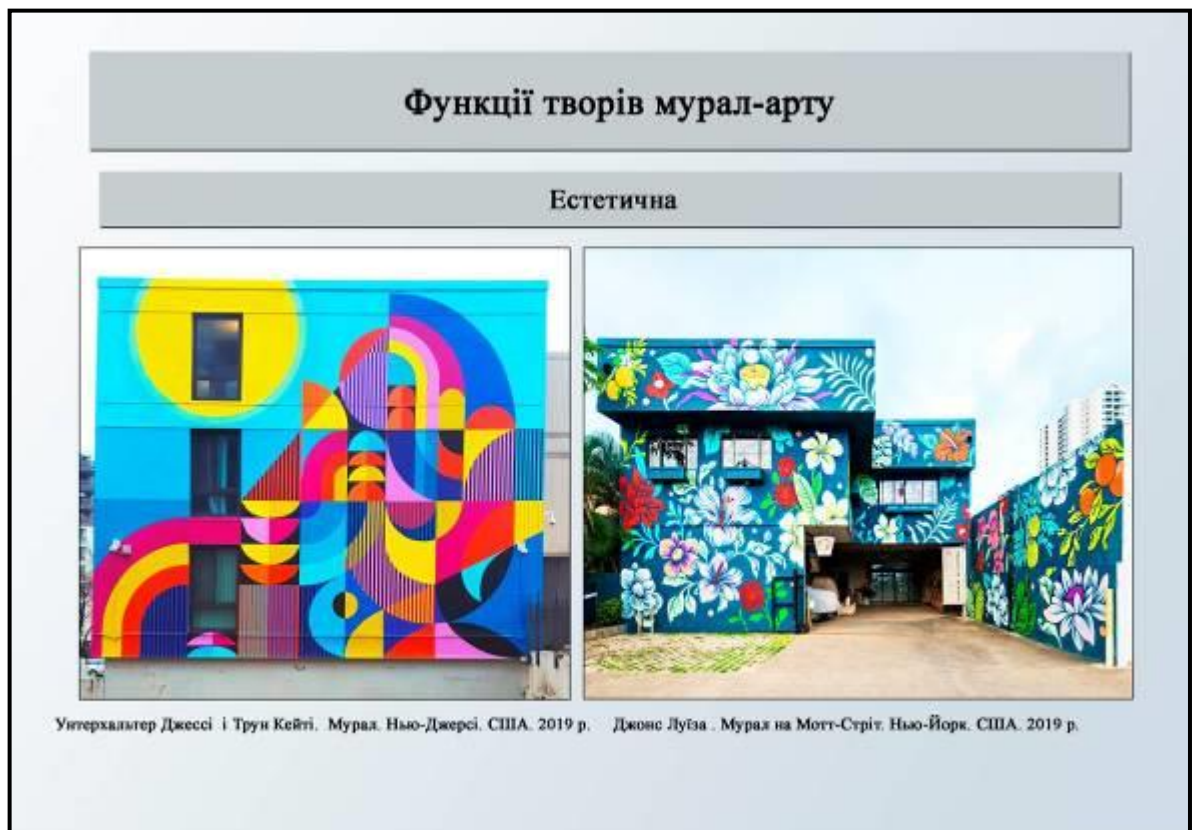 Функції творів мурал-арту
Естетична
Унтерхальтер Джессі і Трун Кейті. Мурал. Нью-Джерсі. США. 2019 р.
Джонс Луїза . Мурал на Мотт-Стріт. Нью-Йорк. США. 2019 р.